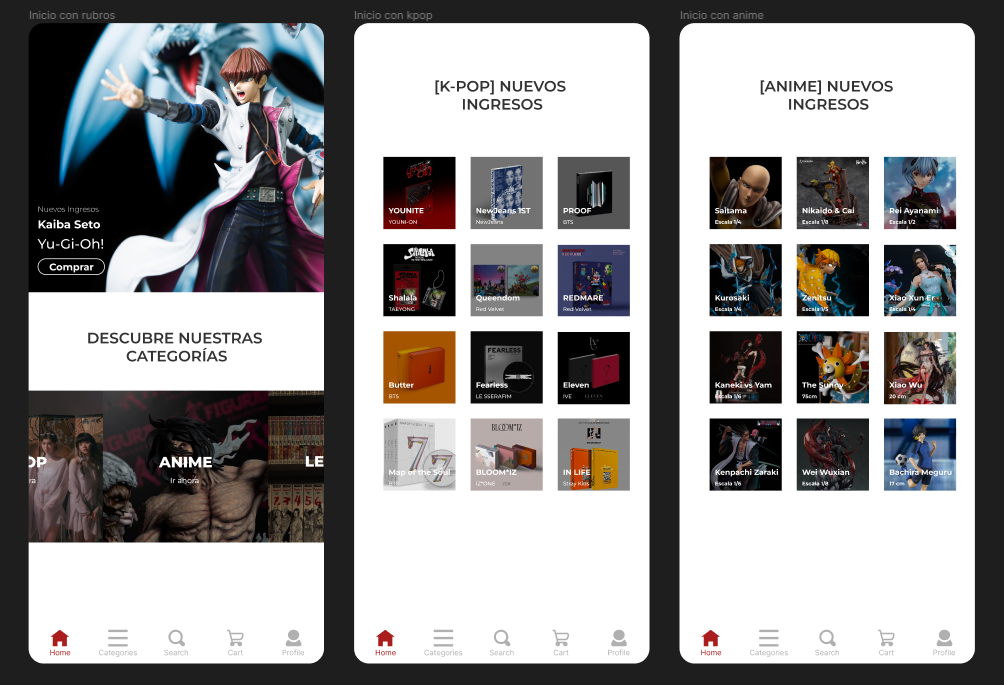 Inicio con rubros
Nuevos Ingresos
Kaiba Seto
Yu-Gi-Oh!
Comprar
DESCUBRE NUESTRAS
CATEGORÍAS
OP
ANIME
Ir ahora
LE
Home
Categories
Search
Cart
Profile
Inicio con kpop
[K-POP] NUEVOS
INGRESOS
YOUNITE
YOUNI-ON
NewJeans 1ST
NewJeans
PROOF
BTS
Shalala
TAEYONG
Queendom
Red Velvet
REDMARE
Red Velvet
Butter
BTS
FEARLESS
Fearless
LE SSERAFIM
Eleven
IVE
ELEVEN
Map of the Soul
BTS
7
BLOOM*IZ
BLOOM*IZ
IZ*ONE
IN LIFE
Stray Kids
Home
Categories
Search
Cart
Profile
Inicio con anime
[ANIME] NUEVOS
INGRESOS
Saitama
Escala 1/4
Nikaido & Cai
Escala 1/8
Rei Ayanami
Escala 1/2
Kurosaki
Escala 1/4
Zenitsu
Escala 1/5
Xiao Xun Er
Escala 1/4
Kaneki vs Yam
Escala 1/6
The Sunny
75cm
Xiao Wu
20 cm
Kenpachi Zaraki
Escala 1/6
Wei Wuxian
Escala 1/8
Bachira Meguru
17 cm
Home
Categories
Search
Cart
Profile